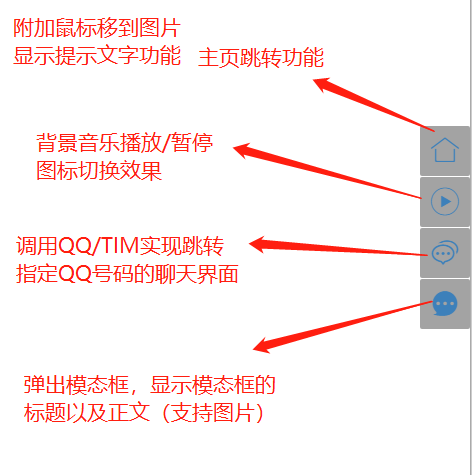 附加鼠标移到图片
显示提示文字功能
主页跳转功能
背景音乐播放/暂停
图标切换效果
调用QQ/TIM实现跳转
指定QQ号码的聊天界面
弹出模态框，显示模态框的
标题以及正文（支持图片）